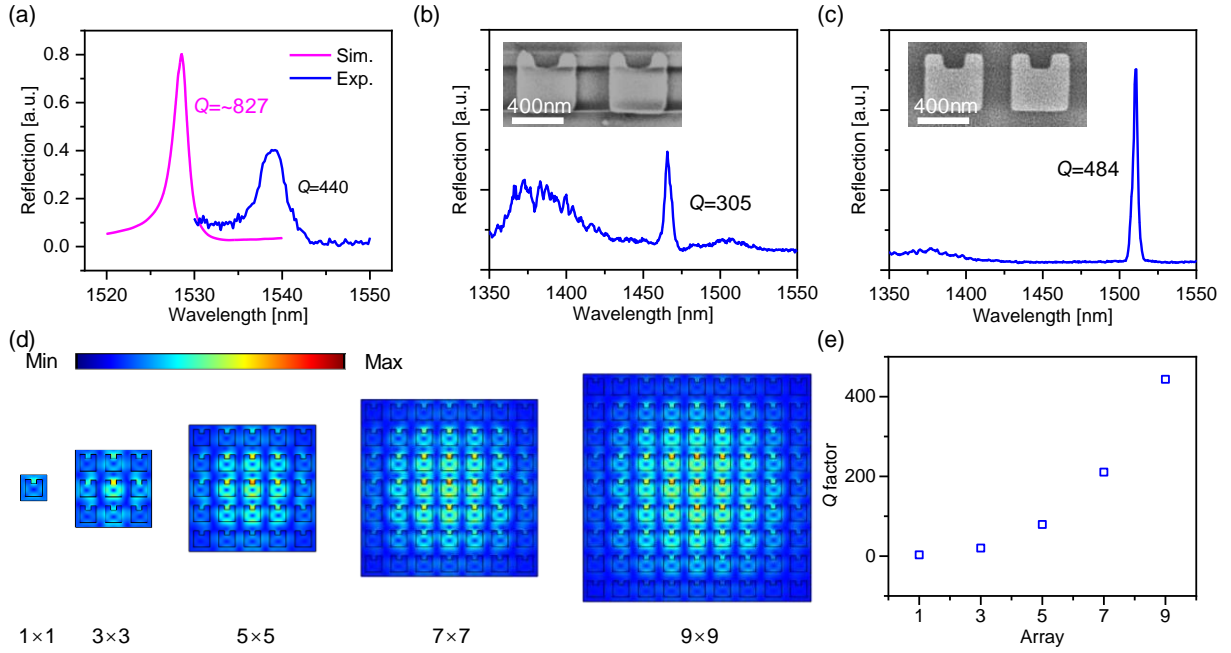 (a)
0.8
0.6
0.4
0.2
0.0
Reflection [a.u.]
Sim.
Exp.
Q=~827
Q=440
1520 1530 1540 1550
Wavelength [nm]
(b)
Reflection [a.u.]
400nm
Q=305
1350 1400 1450 1500 1550
Wavelength [nm]
(c)
Reflection [a.u.]
400nm
Q=484
1350 1400 1450 1500 1550
Wavelength [nm]
(d)
Min Max
1×1 3×3 5×5 7×7 9×9
(e)
400
200
0
Q factor
1 3 5 7 9
Array